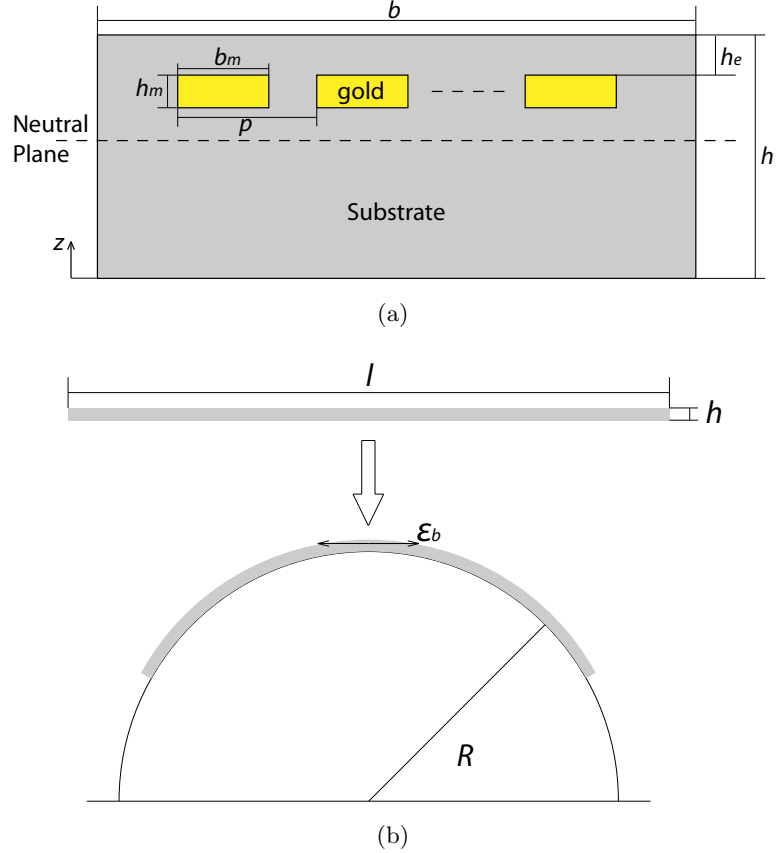 b
b_m
h_e
h_m
gold
p
Neutral
Plane
h
Substrate
z
(a)
l
h
ε_b
R
(b)